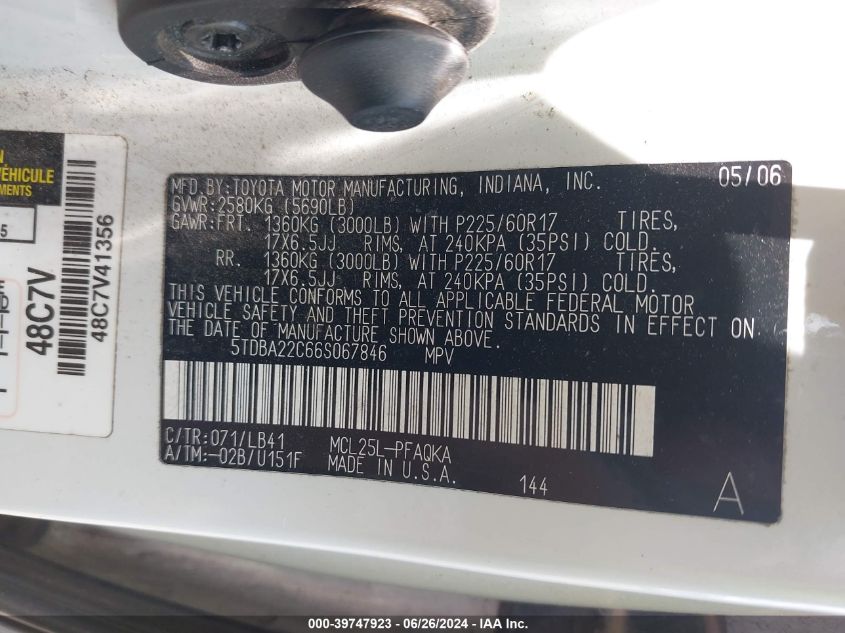 MFD.BY:TOYOTA MOTOR MANUFACTURING, INDIANA, INC. 05/06
GVWR:2580KG (5690LB)
GAWR:FRT. 1360KG (3000LB) WITH P225/60R17 TIRES,
17X6.5JJ RIMS, AT 240KPA (35PSI) COLD.
RR. 1360KG (3000LB) WITH P225/60R17 TIRES,
17X6.5JJ RIMS, AT 240KPA (35PSI) COLD.
THIS VEHICLE CONFORMS TO ALL APPLICABLE FEDERAL MOTOR
VEHICLE SAFETY AND THEFT PREVENTION STANDARDS IN EFFECT ON
THE DATE OF MANUFACTURE SHOWN ABOVE.
5TDBA22C66S067846 MPV
C/TR:071/LB41 MCL25L-PFAQKA
A/TM:-02B/U151F MADE IN U.S.A.
144 A
VÉHICULE
48C7V
48C7V41356
000-39747923 / 06/26/2024 - IAAI.com